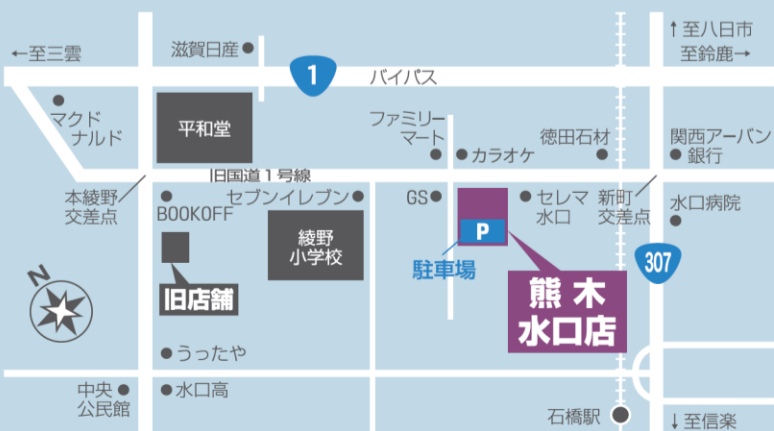 ←至三雲
滋賀日産
1
バイパス
↑至八日市
至鈴鹿→
マクド
ナルド
平和堂
ファミリー
マート
カラオケ
徳田石材
関西アーバン
銀行
旧国道1号線
本綾野
交差点
BOOKOFF
セブンイレブン
GS
セレマ
水口
新町
交差点
水口病院
綾野
小学校
P
駐車場
307
N
旧店舗
熊木
水口店
うったや
中央
公民館
水口高
石橋駅
↓至信楽